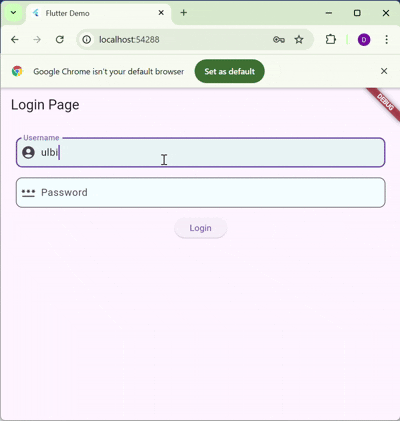 Flutter Demo
localhost:54288
D
Google Chrome isn't your default browser
Set as default
DEBUG
Login Page
Username
ulbi
Password
Login